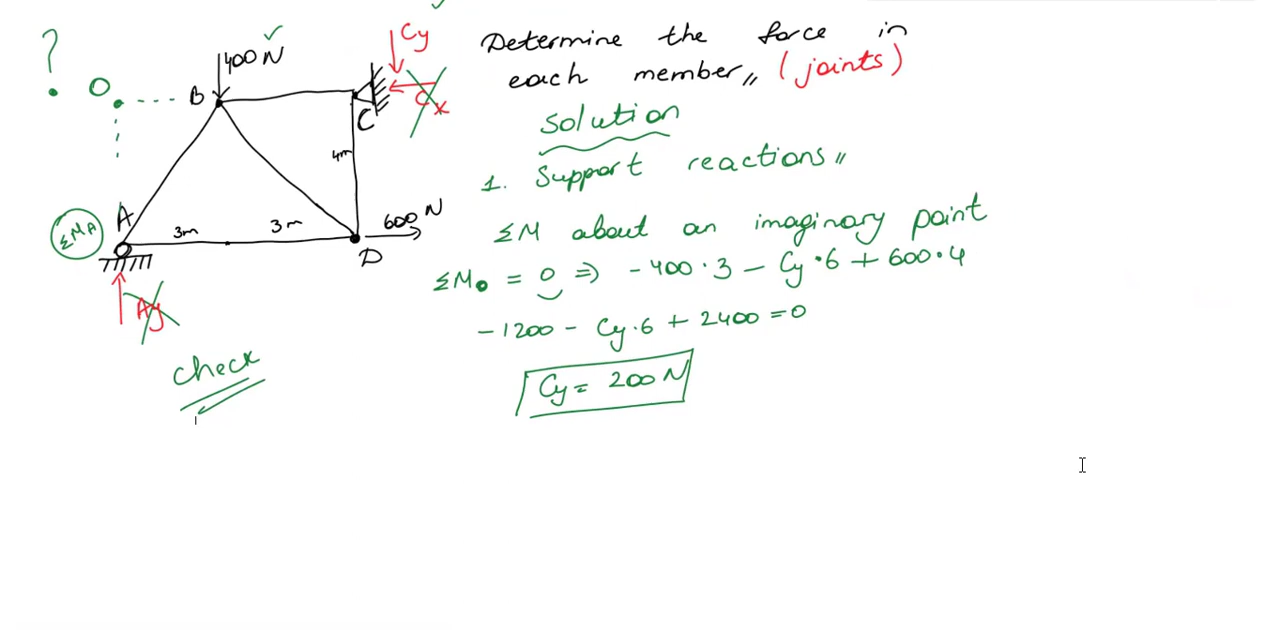 Determine the force in
each member,, (joints)
Solution
1. Support reactions,,
ΣM about an imaginary point
ΣMo = 0 ⇒ -400·3 - Cy·6 + 600·4
-1200 - Cy·6 + 2400 = 0
Cy = 200 N
?
O
400 N
B
Cy
Cx
C
4m
ΣMA
A
3m
3m
600 N
D
Ay
check